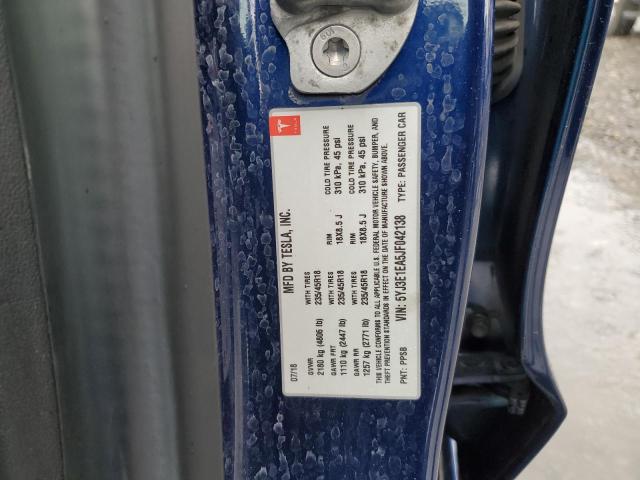 TESLA
MFD BY TESLA, INC.
07/18
GVWR
2180 kg (4806 lb)
GAWR FRT WITH TIRES RIM COLD TIRE PRESSURE
1110 kg (2447 lb) 235/45R18 18X8.5 J 310 kPa, 45 psi
GAWR RR WITH TIRES RIM COLD TIRE PRESSURE
1257 kg (2771 lb) 235/45R18 18X8.5 J 310 kPa, 45 psi
WITH TIRES RIM COLD TIRE PRESSURE
235/45R18 18X8.5 J 310 kPa, 45 psi
THIS VEHICLE CONFORMS TO ALL APPLICABLE U.S. FEDERAL MOTOR VEHICLE SAFETY, BUMPER, AND
THEFT PREVENTION STANDARDS IN EFFECT ON THE DATE OF MANUFACTURE SHOWN ABOVE.
VIN: 5YJ3E1EA5JF042138
PNT: PPSB TYPE: PASSENGER CAR